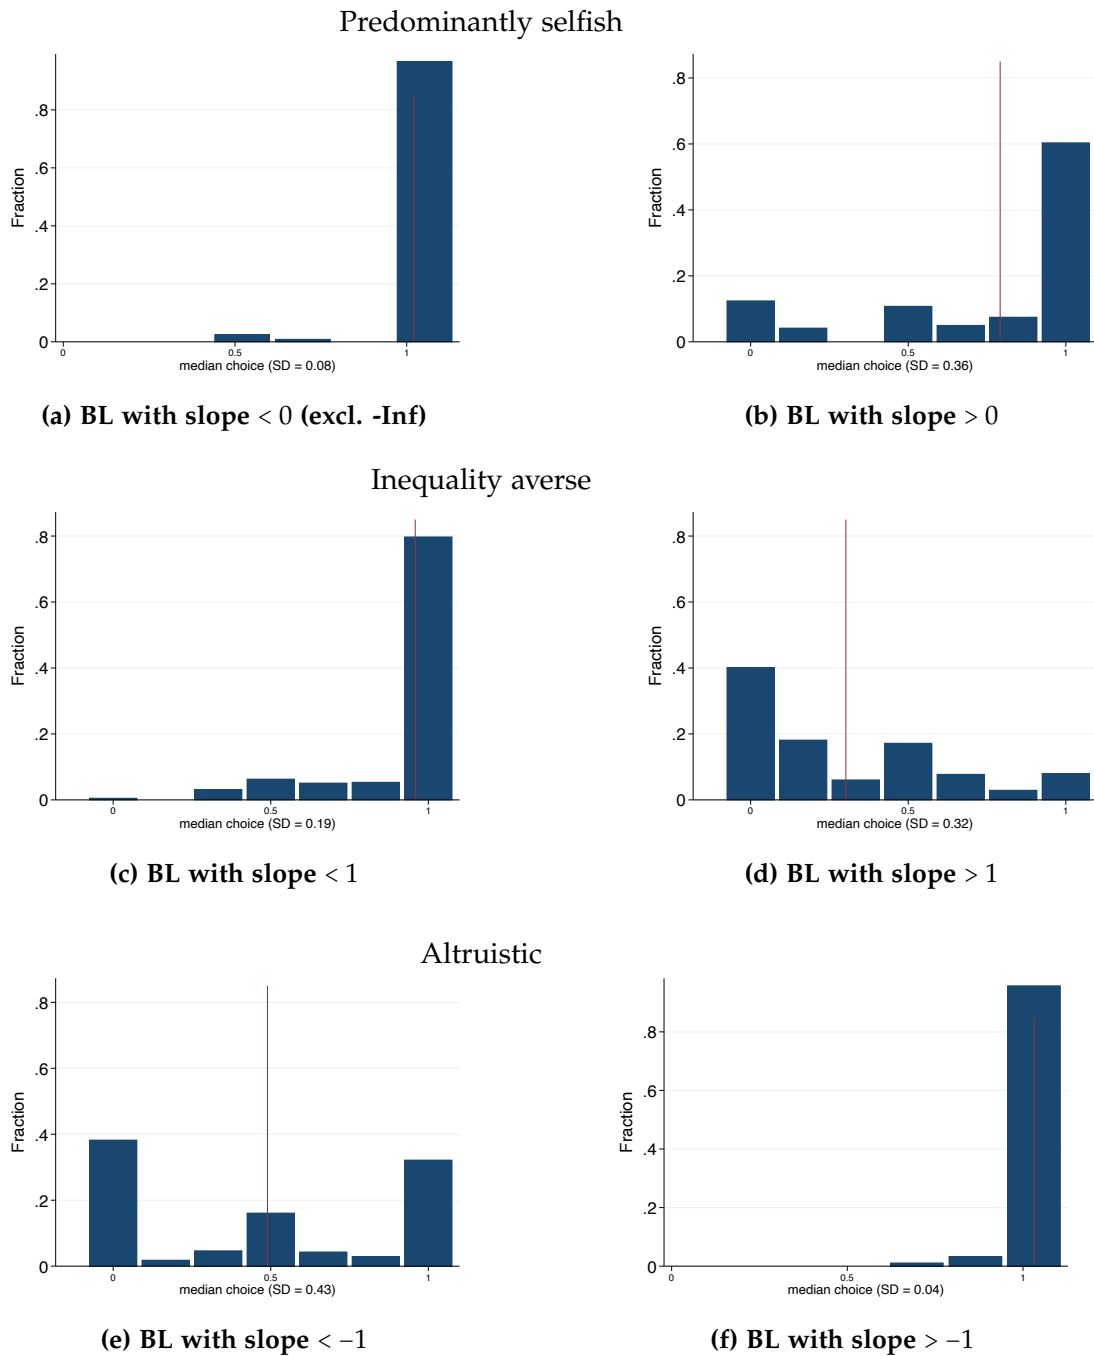 Predominantly selfish
Fraction
.8
.6
.4
.2
0
0 0.5 1
median choice (SD = 0.08)
(a) BL with slope < 0 (excl. -Inf)
Fraction
.8
.6
.4
.2
0
0 0.5 1
median choice (SD = 0.36)
(b) BL with slope > 0
Inequality averse
Fraction
.8
.6
.4
.2
0
0 0.5 1
median choice (SD = 0.19)
(c) BL with slope < 1
Fraction
.8
.6
.4
.2
0
0 0.5 1
median choice (SD = 0.32)
(d) BL with slope > 1
Altruistic
Fraction
.8
.6
.4
.2
0
0 0.5 1
median choice (SD = 0.43)
(e) BL with slope < −1
Fraction
.8
.6
.4
.2
0
0 0.5 1
median choice (SD = 0.04)
(f) BL with slope > −1